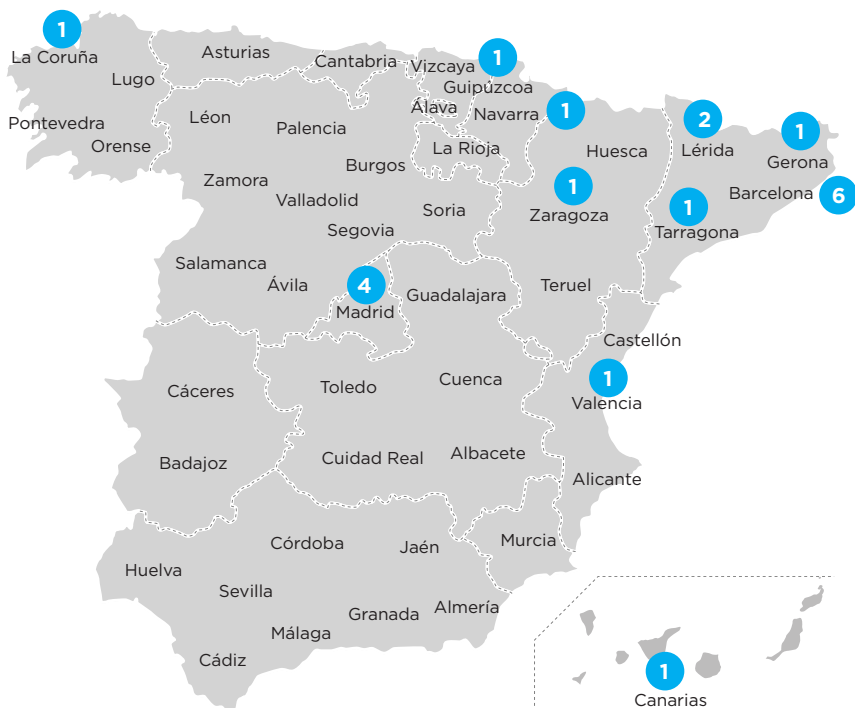 1
La Coruña
Asturias
Cantabria
Vizcaya
1
Guipúzcoa
Lugo
Álava
Navarra
1
Pontevedra
Orense
Léon
Palencia
La Rioja
Huesca
2
Lérida
1
Gerona
Burgos
Zamora
Valladolid
Soria
1
Zaragoza
Barcelona
6
1
Tarragona
Segovia
Salamanca
Ávila
4
Madrid
Guadalajara
Teruel
Castellón
Cáceres
Toledo
Cuenca
1
Valencia
Badajoz
Cuidad Real
Albacete
Alicante
Córdoba
Jaén
Murcia
Huelva
Sevilla
Granada
Almería
Málaga
Cádiz
1
Canarias